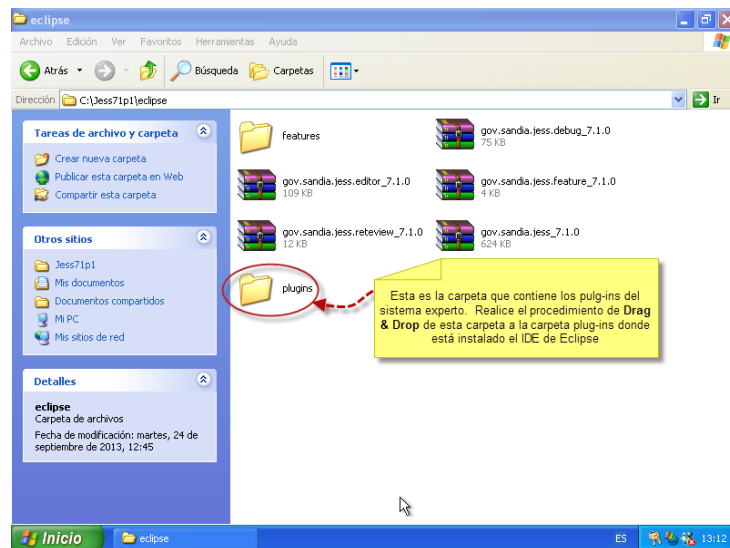 eclipse
Archivo Edición Ver Favoritos Herramientas Ayuda
Atrás Búsqueda Carpetas
Dirección C:\Jess71p1\eclipse Ir
Tareas de archivo y carpeta
Crear nueva carpeta
Publicar esta carpeta en Web
Compartir esta carpeta
Otros sitios
Jess71p1
Mis documentos
Documentos compartidos
Mi PC
Mis sitios de red
Detalles
eclipse
Carpeta de archivos
Fecha de modificación: martes, 24 de
septiembre de 2013, 12:45
features
gov.sandia.jess.debug_7.1.0
75 KB
gov.sandia.jess.editor_7.1.0
109 KB
gov.sandia.jess.feature_7.1.0
4 KB
gov.sandia.jess.reteview_7.1.0
12 KB
gov.sandia.jess_7.1.0
624 KB
plugins
Esta es la carpeta que contiene los pulg-ins del
sistema experto. Realice el procedimiento de Drag
& Drop de esta carpeta a la carpeta plug-ins donde
está instalado el IDE de Eclipse
Inicio eclipse ES 13:12